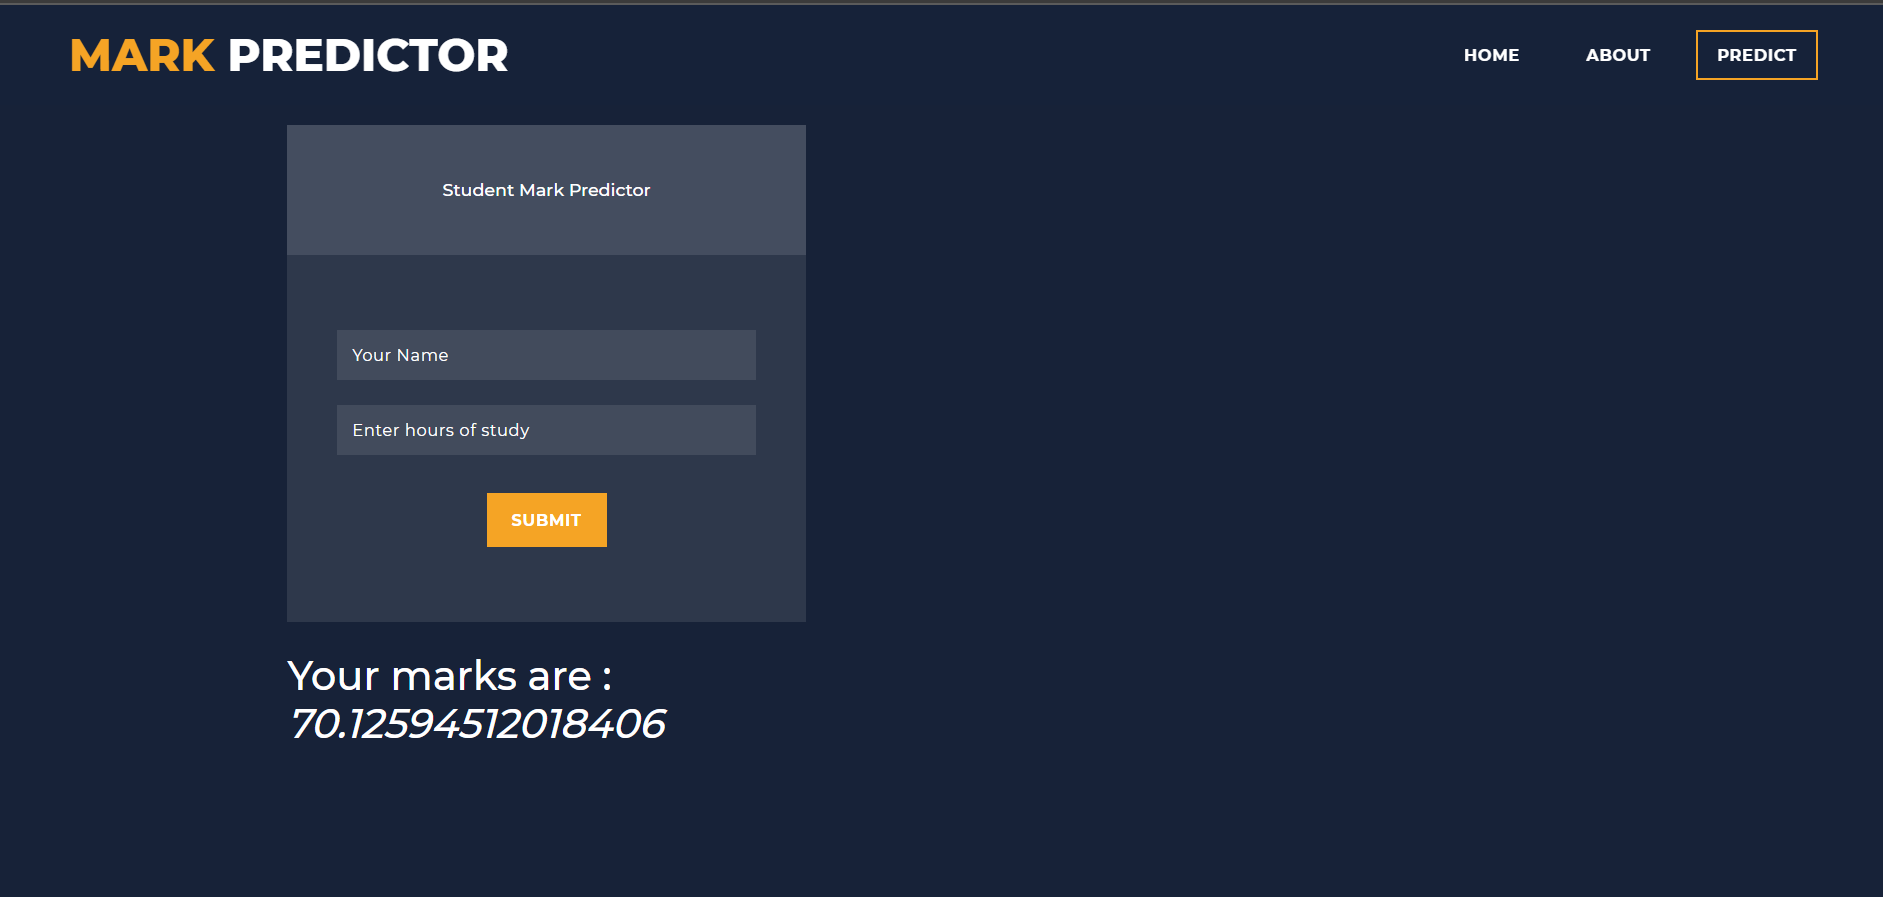 MARK PREDICTOR
HOME ABOUT PREDICT
Student Mark Predictor
Your Name
Enter hours of study
SUBMIT
Your marks are :
70.12594512018406